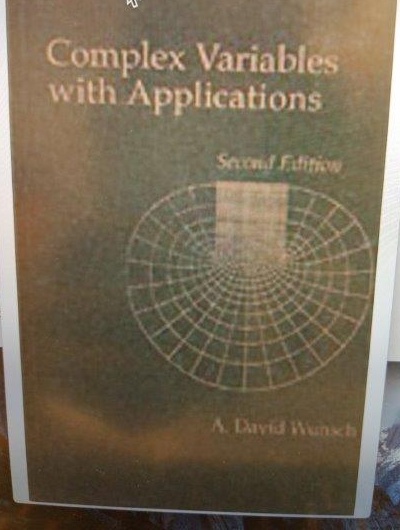 Complex Variables
with Applications
Second Edition
A. David Wunsch